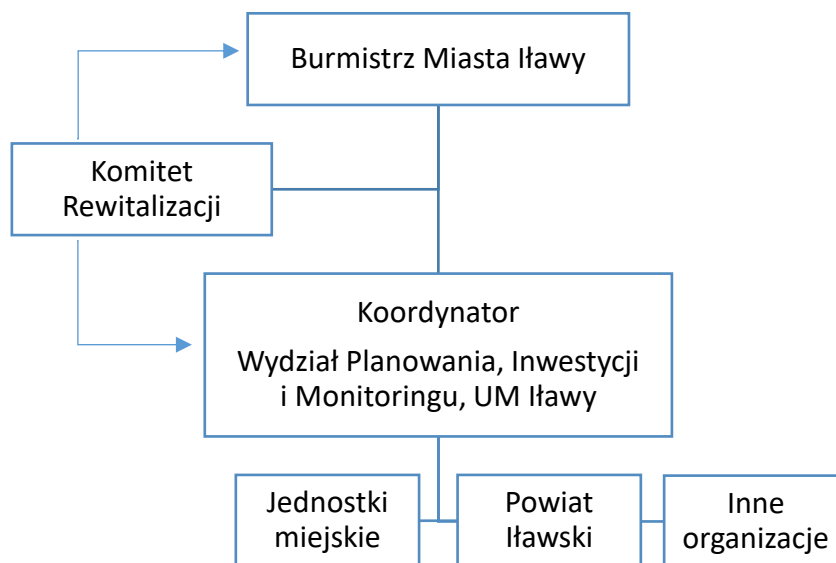 Burmistrz Miasta Iławy
Komitet
Rewitalizacji
Koordynator
Wydział Planowania, Inwestycji
i Monitoringu, UM Iławy
Jednostki
miejskie
Powiat
Iławski
Inne
organizacje